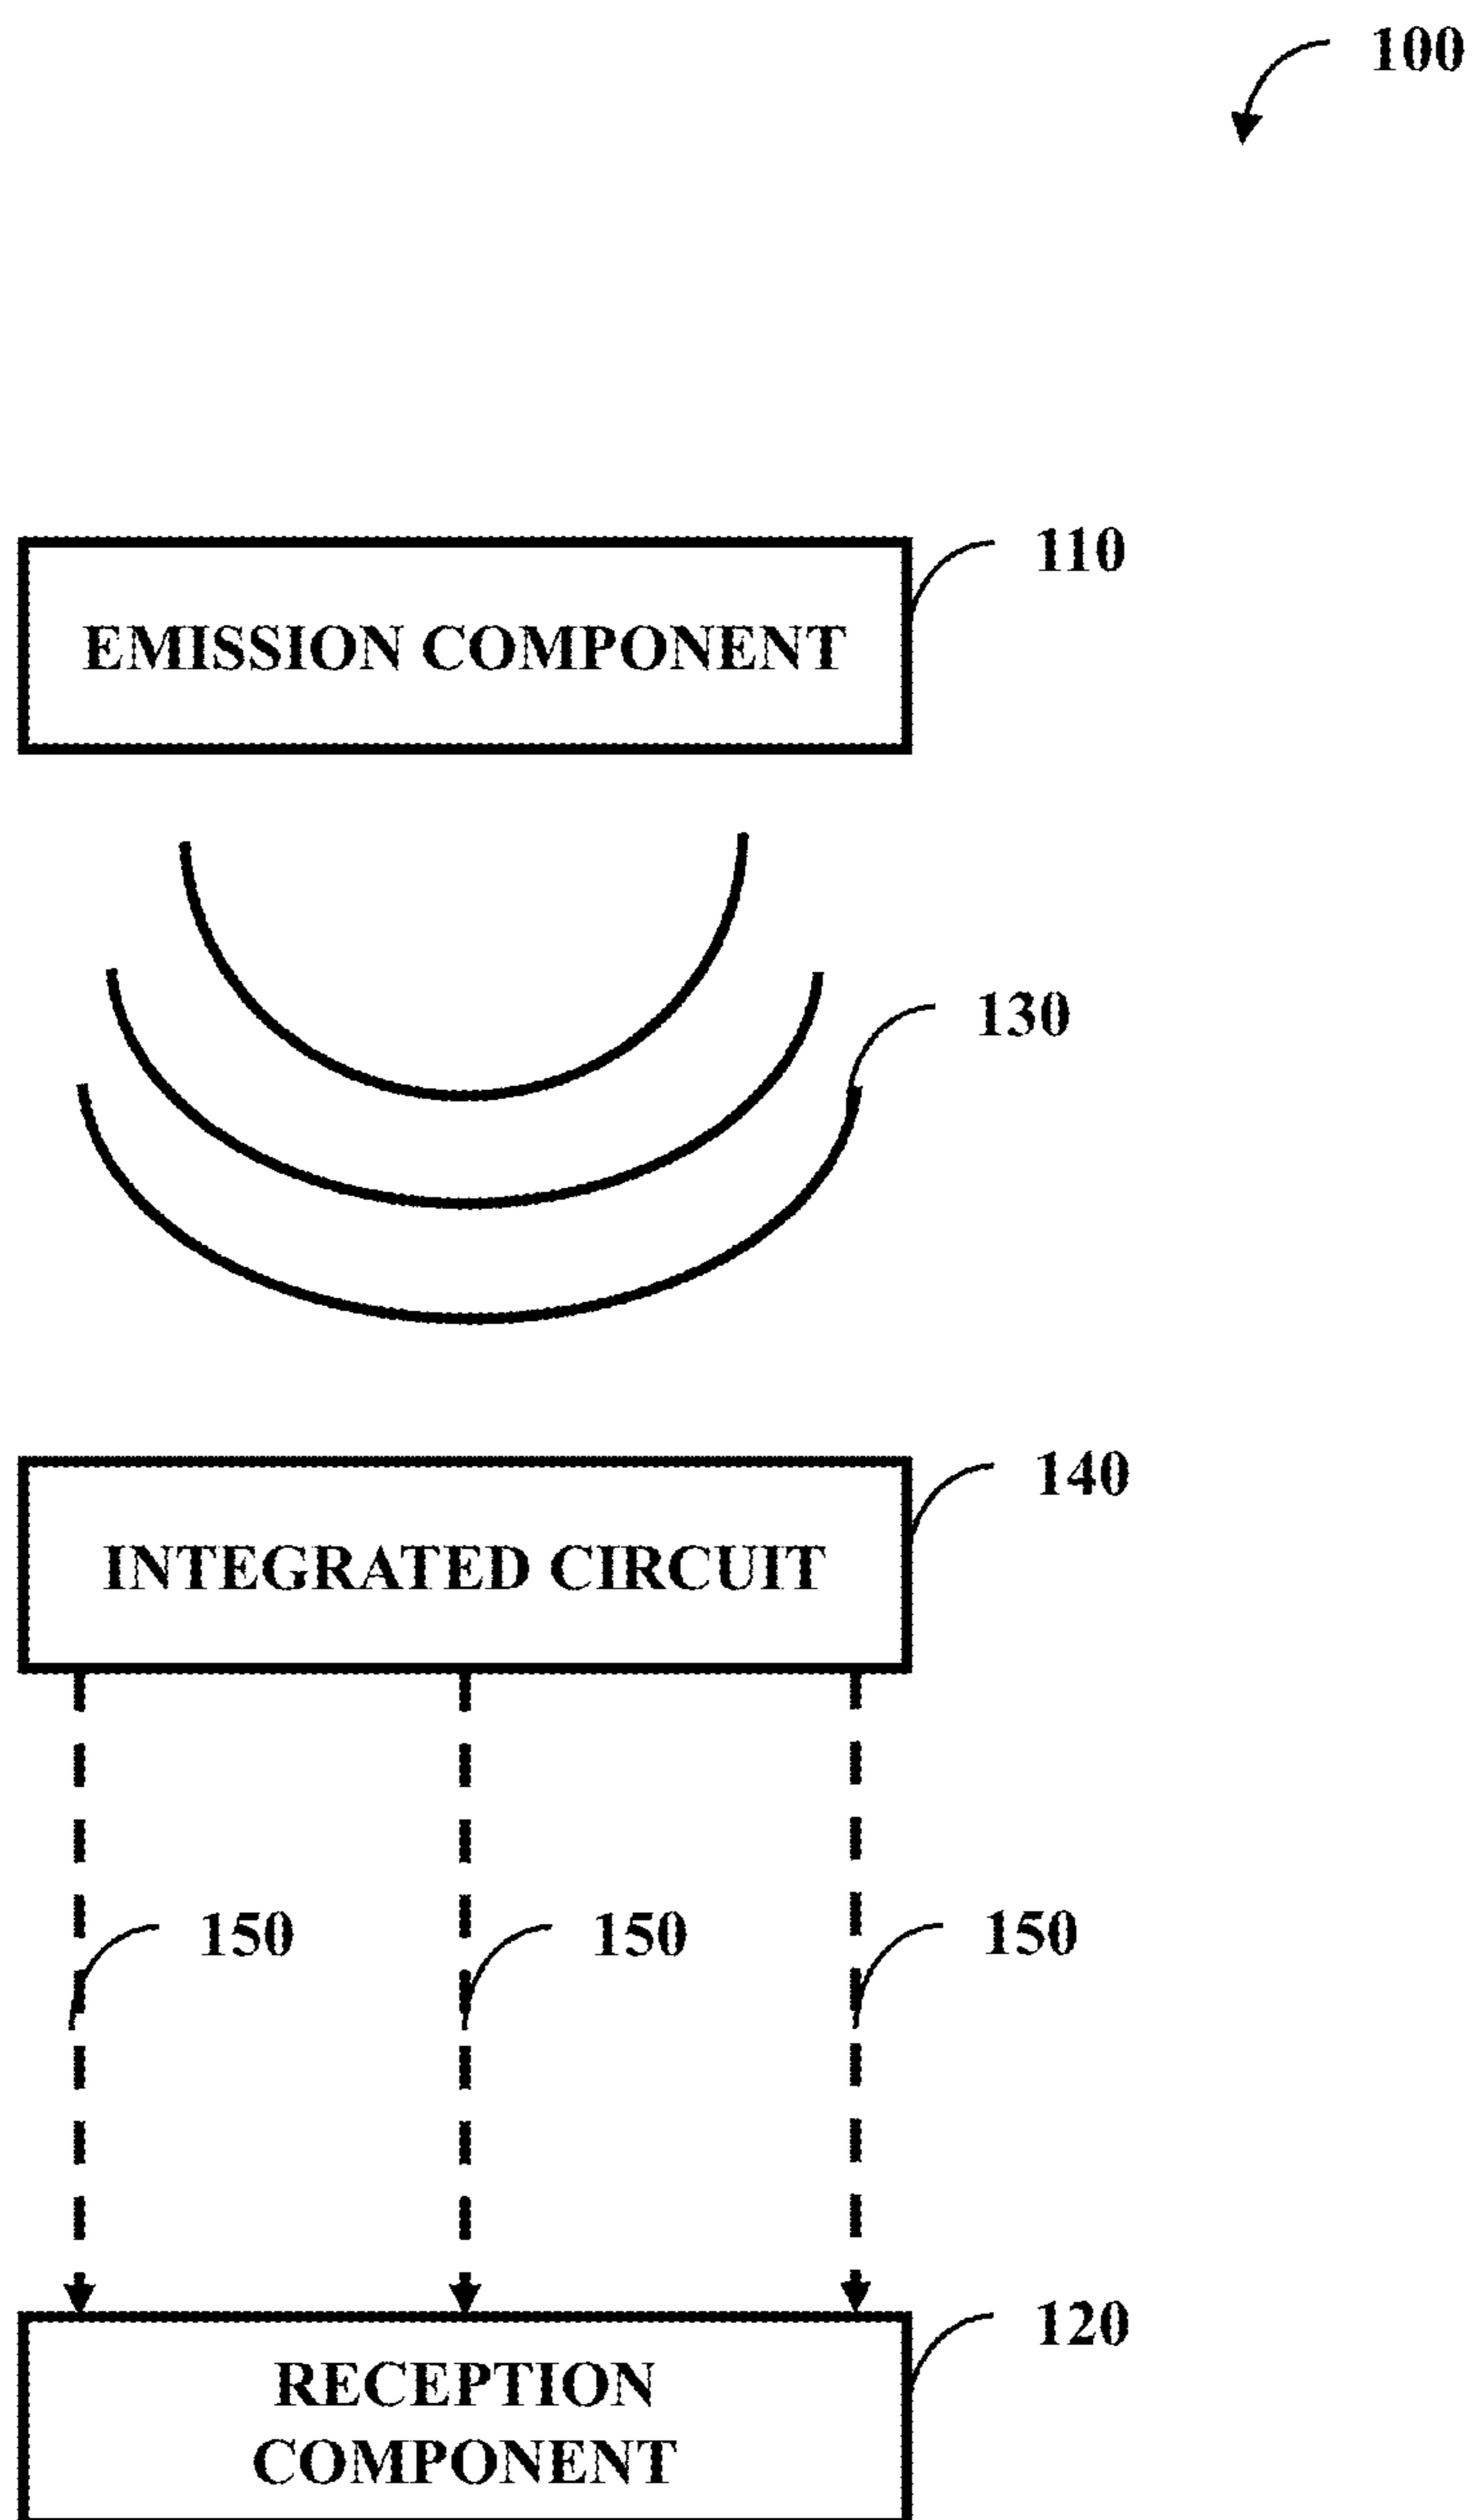 100
110
EMISSION COMPONENT
130
140
INTEGRATED CIRCUIT
150 150 150
120
RECEPTION
COMPONENT